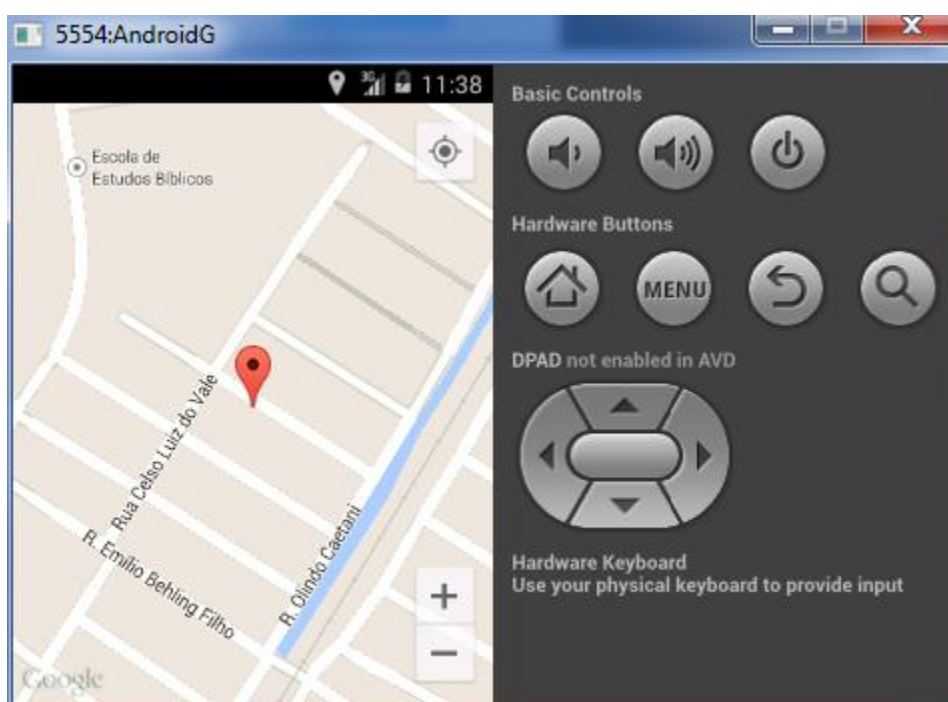 5554:AndroidG
3G 11:38
Escola de
Estudos Bíblicos
Rua Celso Luiz do Vale
R. Emílio Behling Filho
R. Olindo Caetani
Google
Basic Controls
Hardware Buttons
MENU
DPAD not enabled in AVD
Hardware Keyboard
Use your physical keyboard to provide input